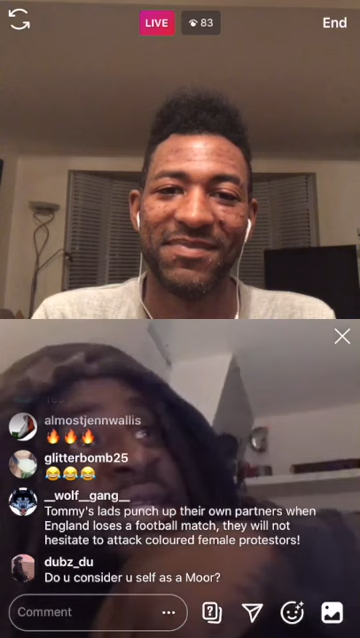 LIVE
83
End
almostjennwallis
🔥🔥🔥
glitterbomb25
😂😂😂
__wolf__gang__
Tommy's lads punch up their own partners when
England loses a football match, they will not
hesitate to attack coloured female protestors!
dubz_du
Do u consider u self as a Moor?
Comment